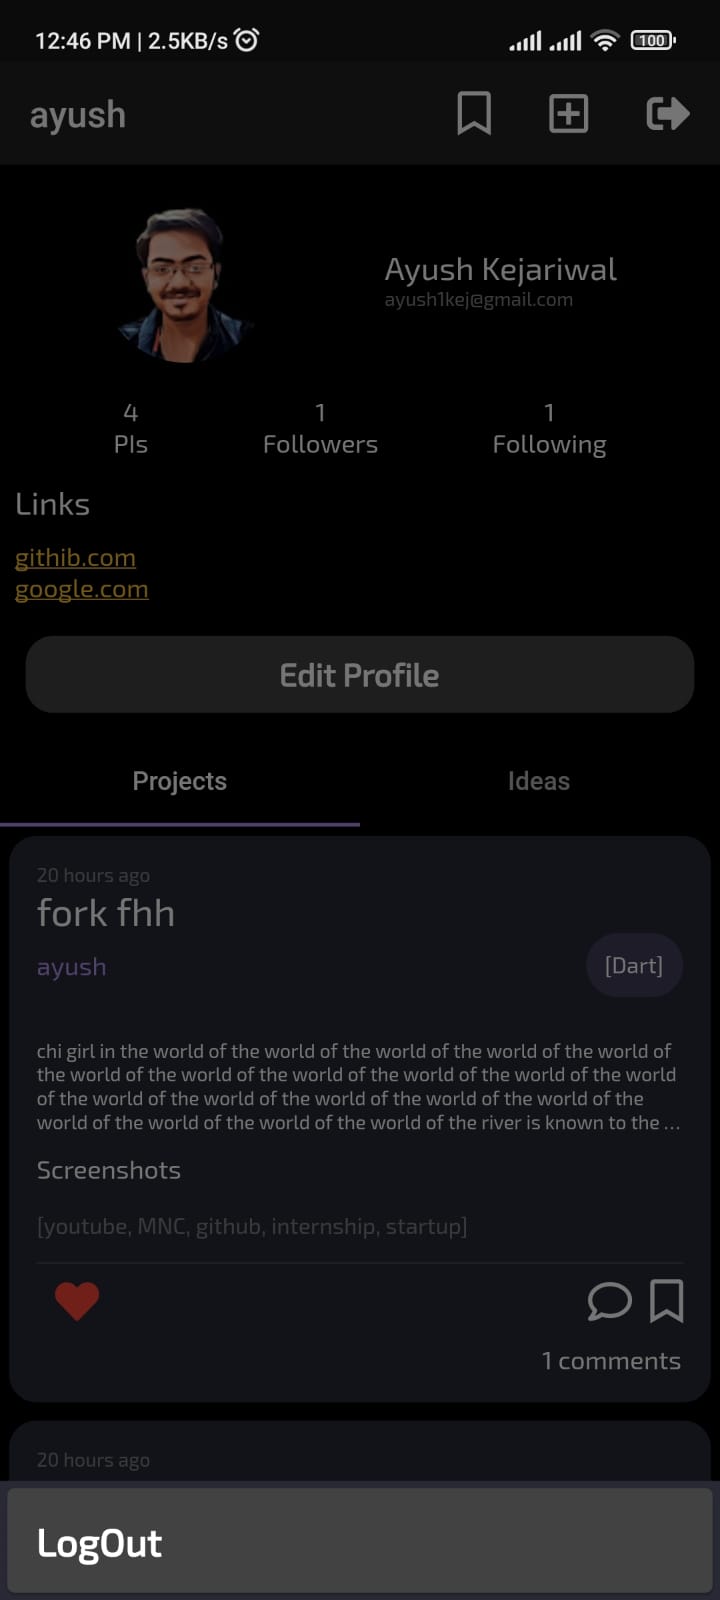 12:46 PM | 2.5KB/s
100
ayush
Ayush Kejariwal
ayush1kej@gmail.com
4 1 1
PIs Followers Following
Links
githib.com
google.com
Edit Profile
Projects Ideas
20 hours ago
fork fhh
ayush
[Dart]
chi girl in the world of the world of the world of the world of the world of
the world of the world of the world of the world of the world of the world
of the world of the world of the world of the world of the world of the
world of the world of the world of the world of the river is known to the ...
Screenshots
[youtube, MNC, github, internship, startup]
1 comments
20 hours ago
LogOut